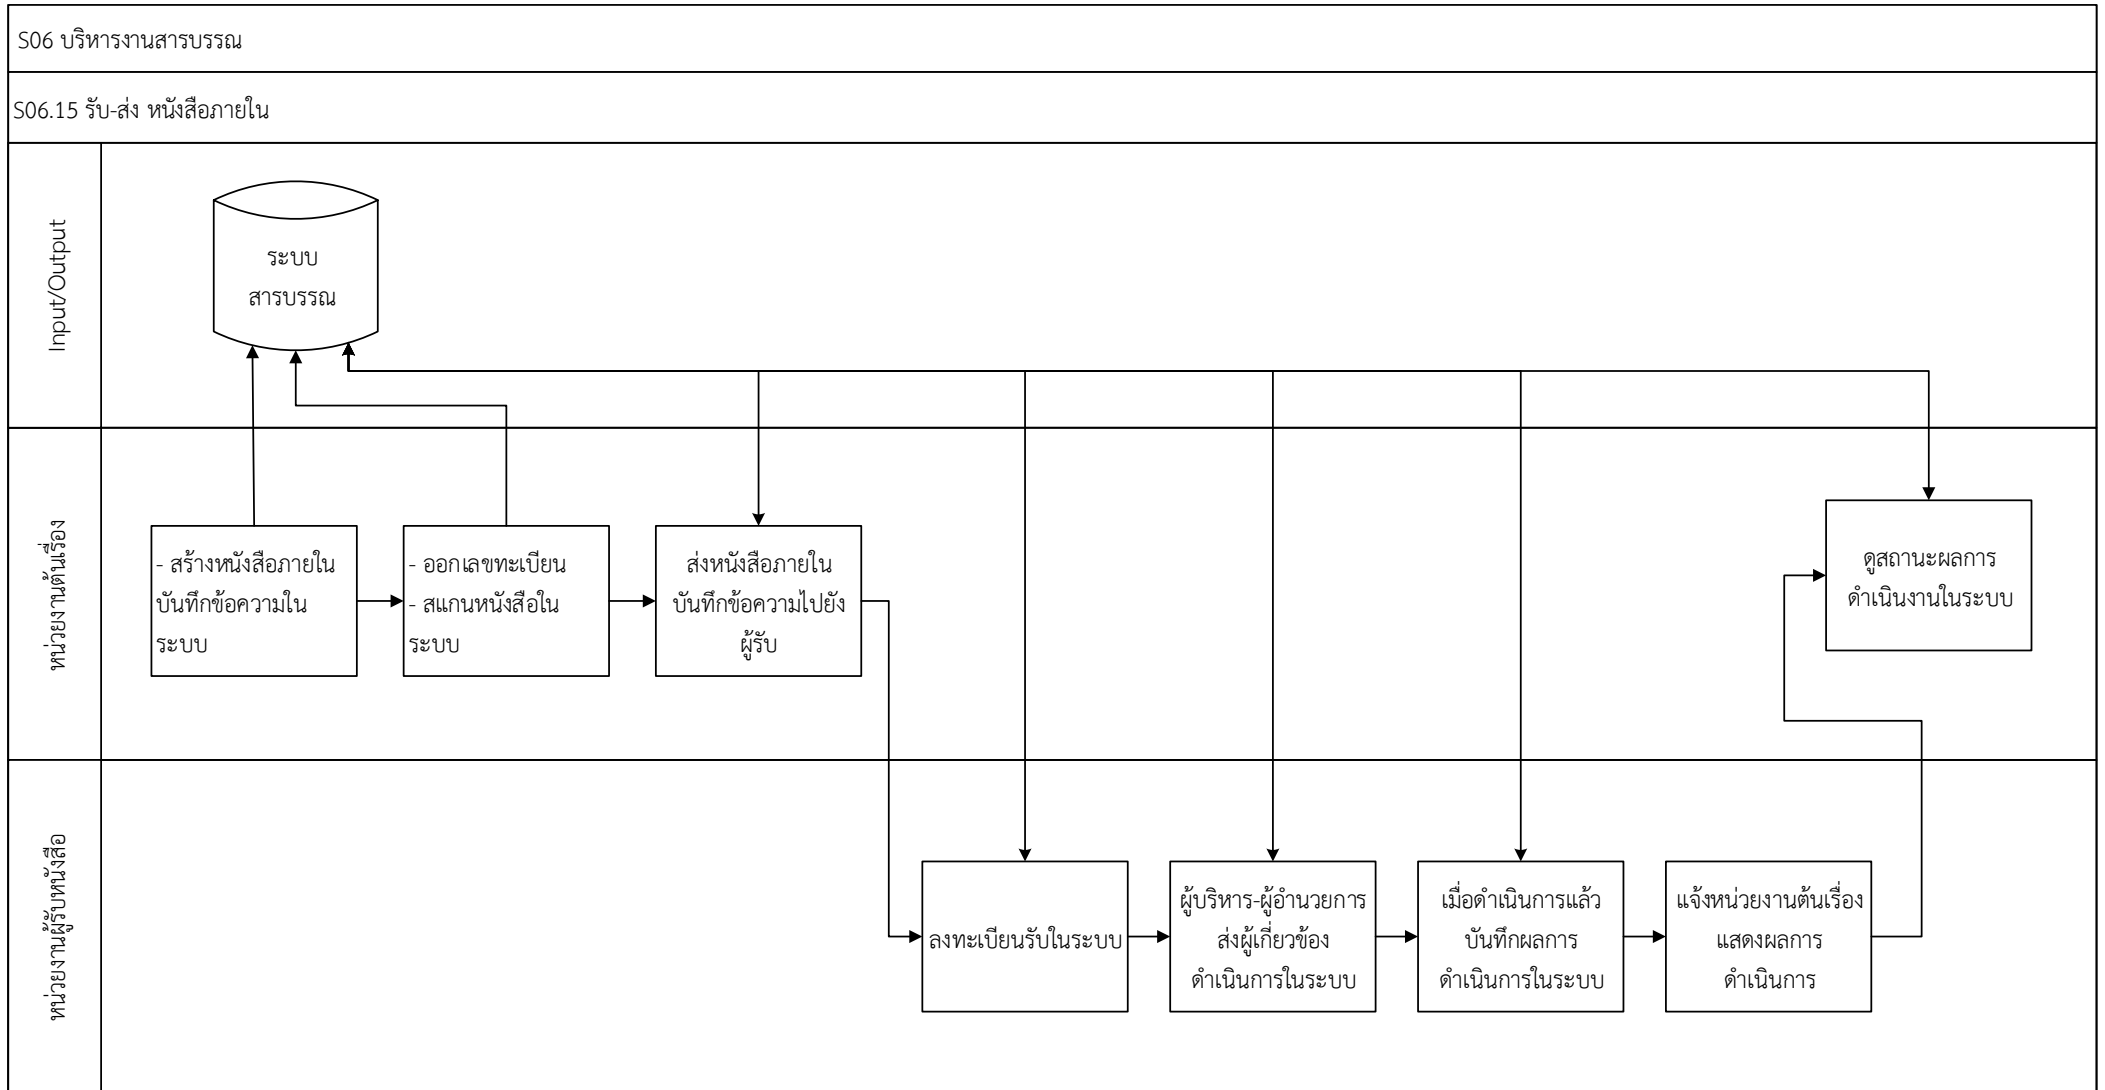 S06 บริหารงานสารบรรณ
S06.15 รับ-ส่ง หนังสือภายใน
Input/Output
ระบบ
สารบรรณ
หน่วยงานต้นเรื่อง
- สร้างหนังสือภายใน
บันทึกข้อความใน
ระบบ
- ออกเลขทะเบียน
- สแกนหนังสือใน
ระบบ
ส่งหนังสือภายใน
บันทึกข้อความไปยัง
ผู้รับ
ดูสถานะผลการ
ดำเนินงานในระบบ
หน่วยงานผู้รับหนังสือ
ลงทะเบียนรับในระบบ
ผู้บริหาร-ผู้อำนวยการ
ส่งผู้เกี่ยวข้อง
ดำเนินการในระบบ
เมื่อดำเนินการแล้ว
บันทึกผลการ
ดำเนินการในระบบ
แจ้งหน่วยงานต้นเรื่อง
แสดงผลการ
ดำเนินการ